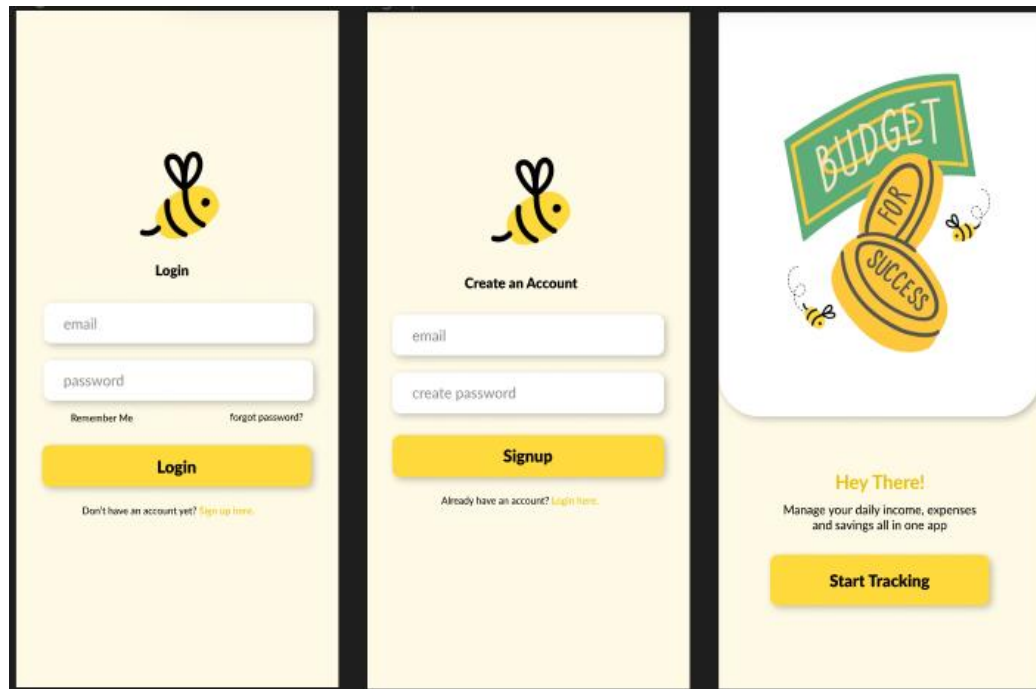 Login
email
password
Remember Me
forgot password?
Login
Don't have an account yet? Sign up here.
Create an Account
email
create password
Signup
Already have an account? Login here.
BUDGET
FOR
SUCCESS
Hey There!
Manage your daily income, expenses
and savings all in one app
Start Tracking